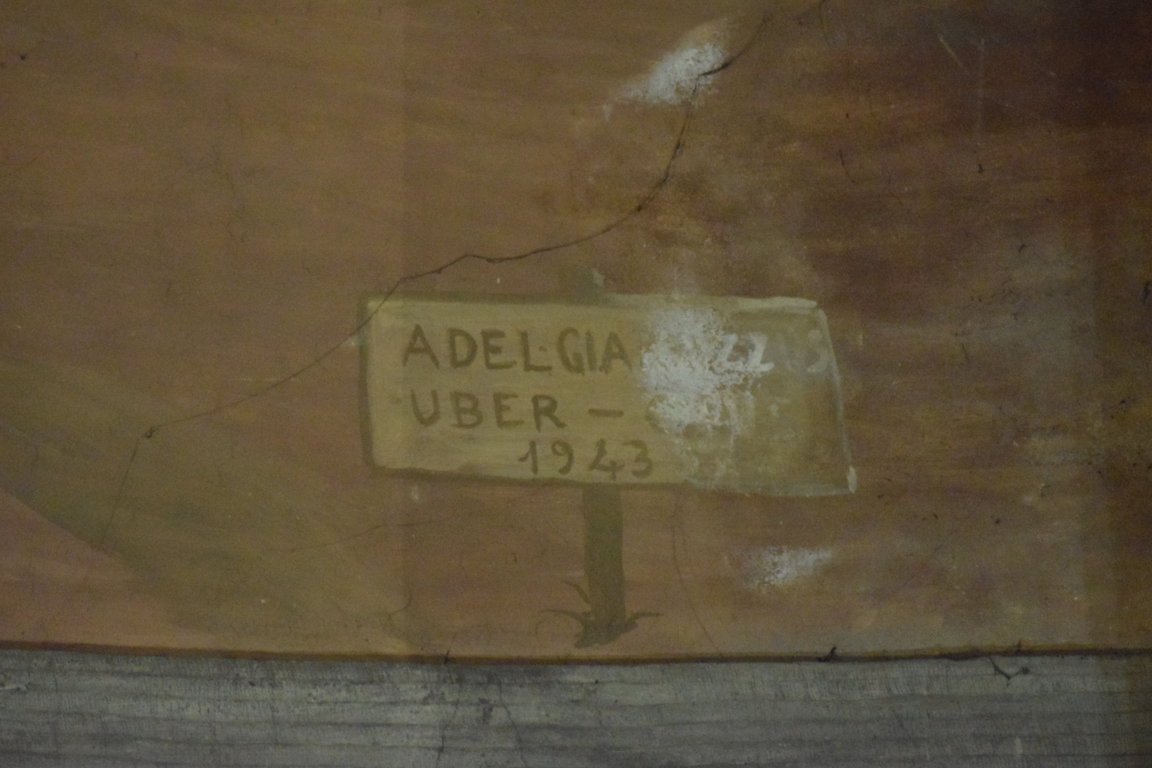 ADEL·GIA
UBER –
1943